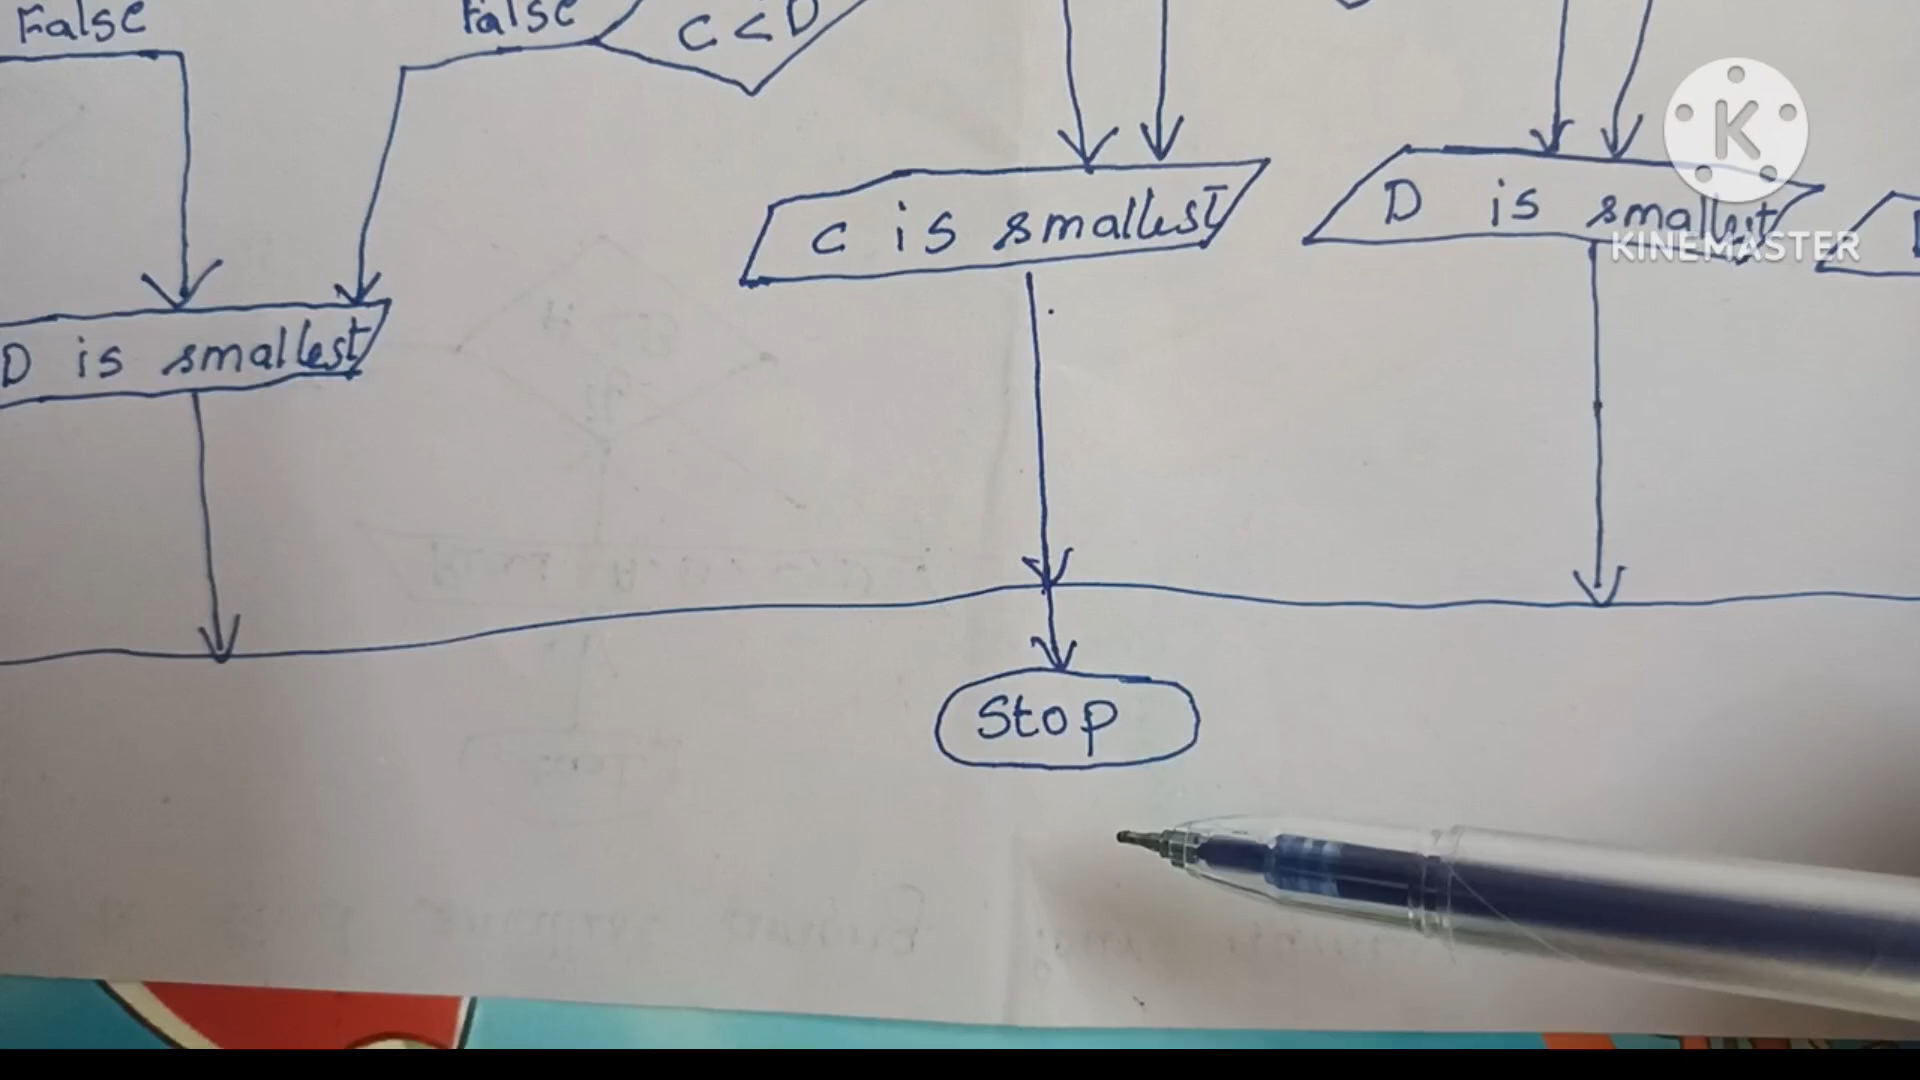 False
False
C < D
K
C is smallest
D is smallest
KINEMASTER
D is smallest
Stop